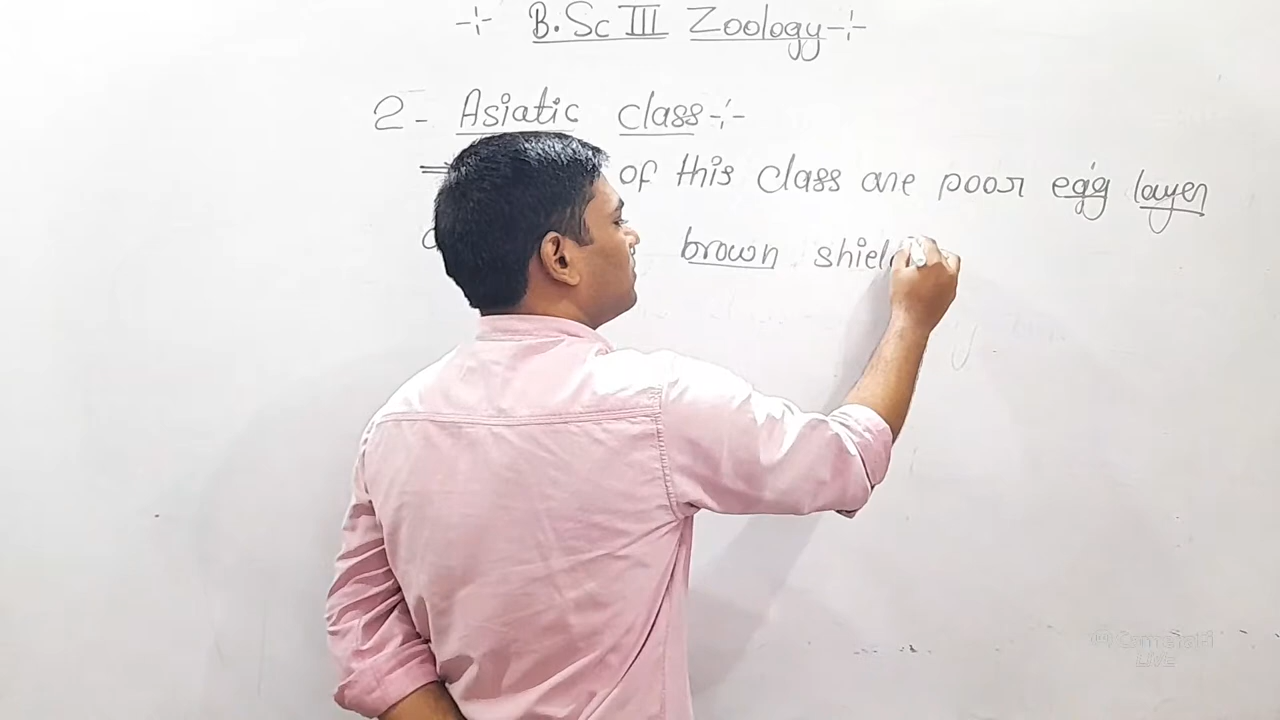 -:- B.Sc III Zoology -:-
2- Asiatic class -:-
⇒ of this class are poor egg layer
brown shiel